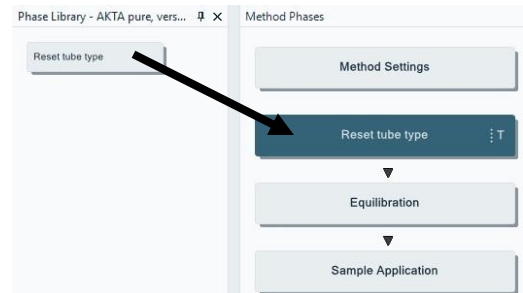 Phase Library - AKTA pure, vers...
Method Phases
Reset tube type
Method Settings
Reset tube type
T
Equilibration
Sample Application